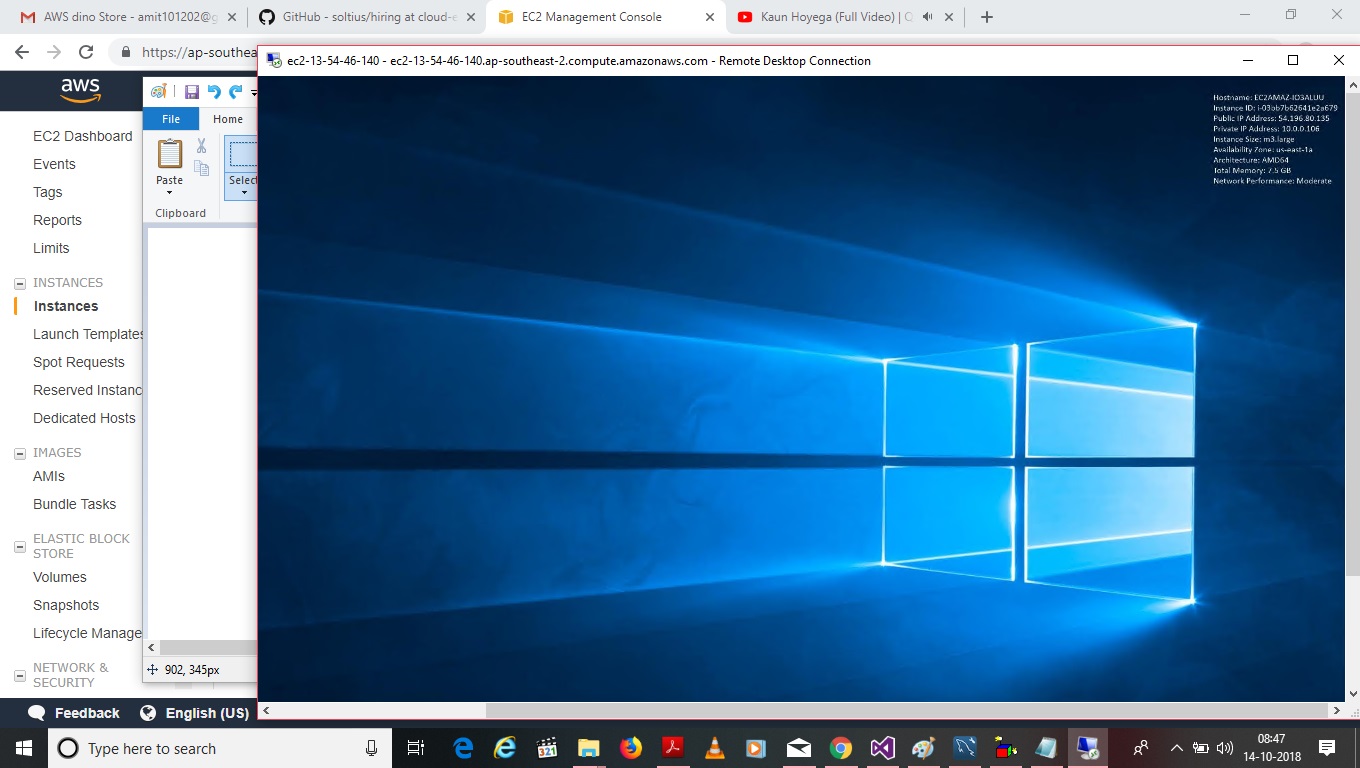 AWS dino Store - amit101202@g
GitHub - soltius/hiring at cloud-e
EC2 Management Console
Kaun Hoyega (Full Video) | Q
https://ap-southea
ec2-13-54-46-140 - ec2-13-54-46-140.ap-southeast-2.compute.amazonaws.com - Remote Desktop Connection
aws
File
Home
Paste
Select
Clipboard
902, 345px
EC2 Dashboard
Events
Tags
Reports
Limits
INSTANCES
Instances
Launch Templates
Spot Requests
Reserved Instanc
Dedicated Hosts
IMAGES
AMIs
Bundle Tasks
ELASTIC BLOCK
STORE
Volumes
Snapshots
Lifecycle Manage
NETWORK &
SECURITY
Feedback
English (US)
Hostname: EC2AMAZ-IO3ALUU
Instance ID: i-03bb7b62641e2a679
Public IP Address: 54.196.80.135
Private IP Address: 10.0.0.106
Instance Size: m3.large
Availability Zone: us-east-1a
Architecture: AMD64
Total Memory: 7.5 GB
Network Performance: Moderate
Type here to search
321
08:47
14-10-2018